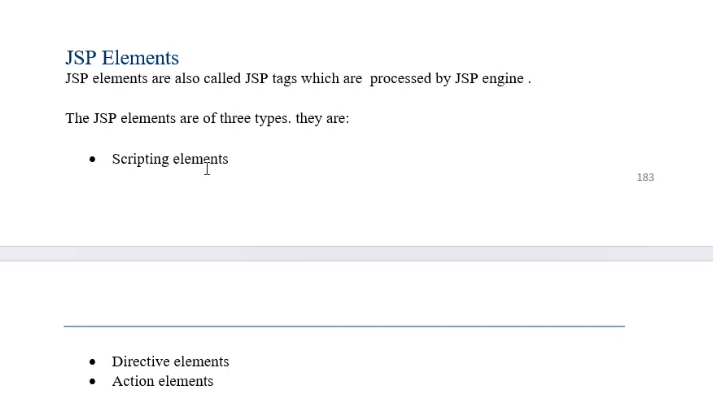 JSP Elements
JSP elements are also called JSP tags which are  processed by JSP engine .
The JSP elements are of three types. they are:
• Scripting elements
183
• Directive elements
• Action elements